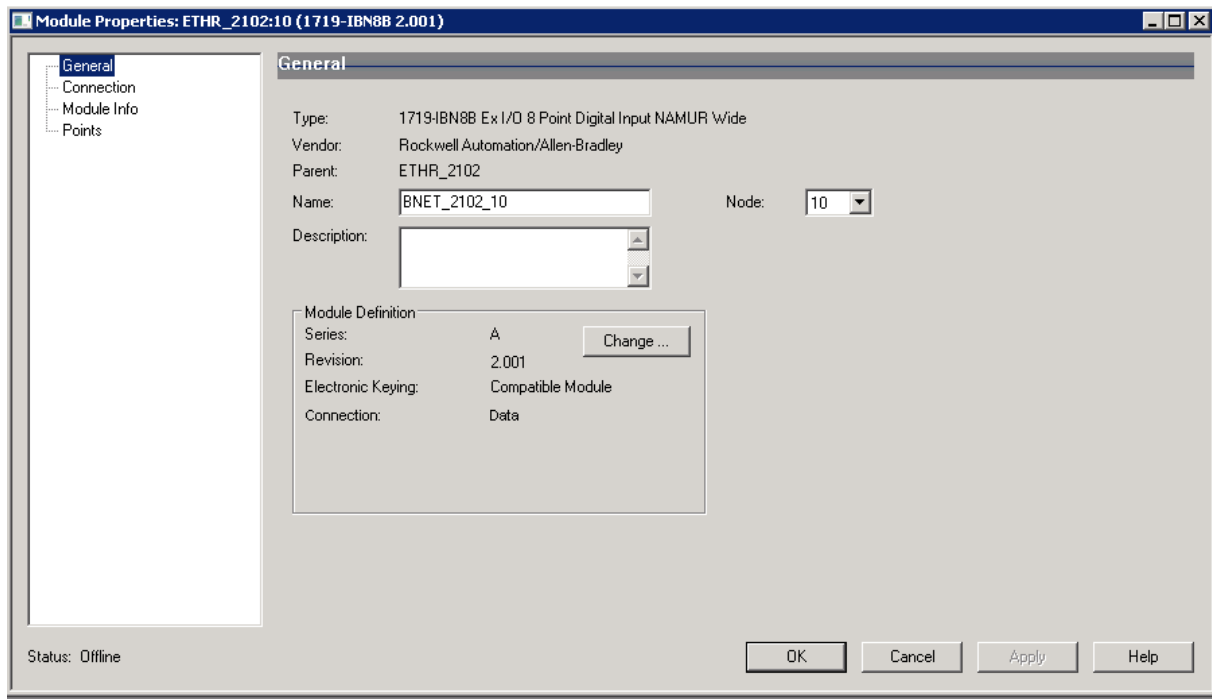 Module Properties: ETHR_2102:10 (1719-IBN8B 2.001)
General
Connection
Module Info
Points
General
Type: 1719-IBN8B Ex I/O 8 Point Digital Input NAMUR Wide
Vendor: Rockwell Automation/Allen-Bradley
Parent: ETHR_2102
Name: BNET_2102_10 Node: 10
Description:
Module Definition
Series: A Change ...
Revision: 2.001
Electronic Keying: Compatible Module
Connection: Data
Status: Offline OK Cancel Apply Help